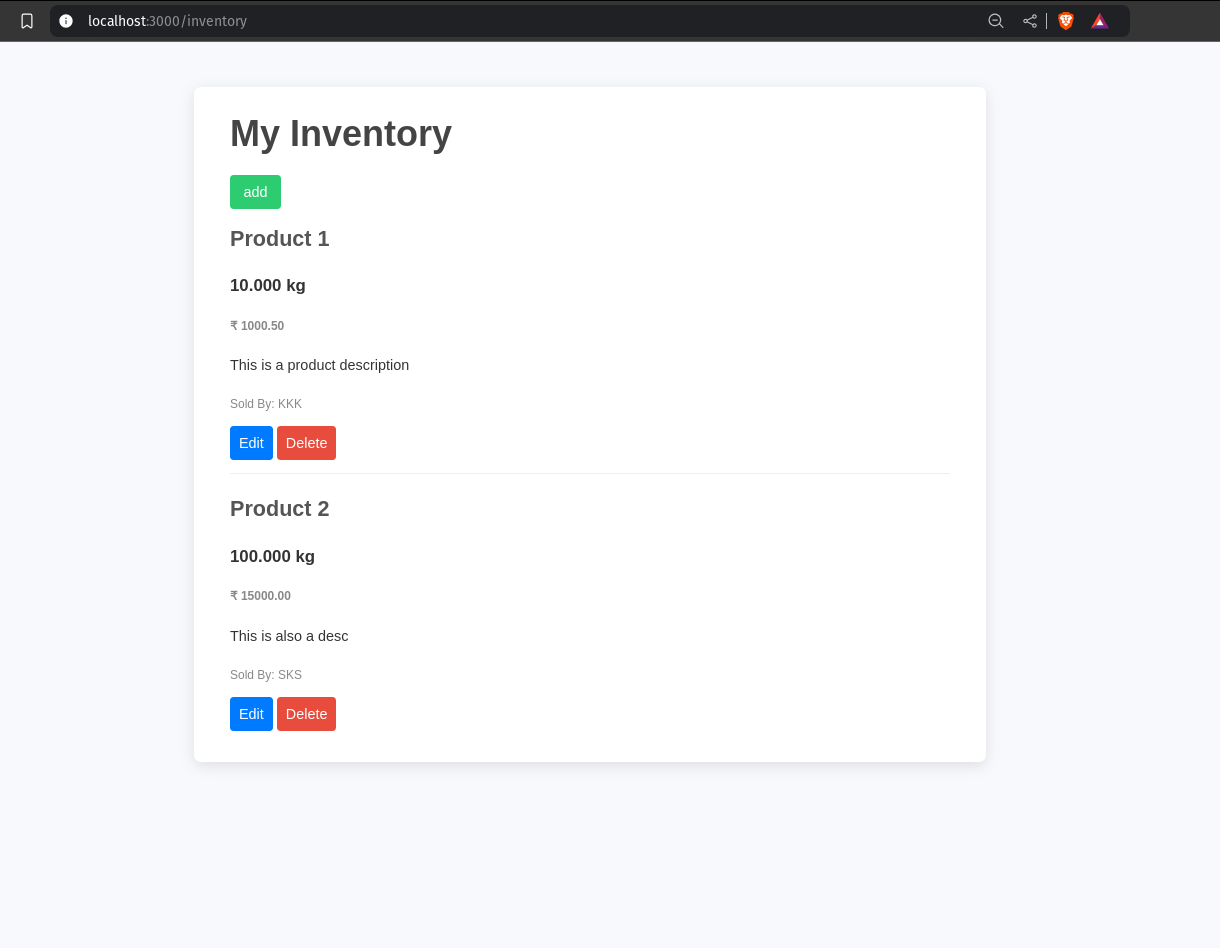 localhost:3000/inventory
My Inventory
add
Product 1
10.000 kg
₹ 1000.50
This is a product description
Sold By: KKK
Edit Delete
Product 2
100.000 kg
₹ 15000.00
This is also a desc
Sold By: SKS
Edit Delete